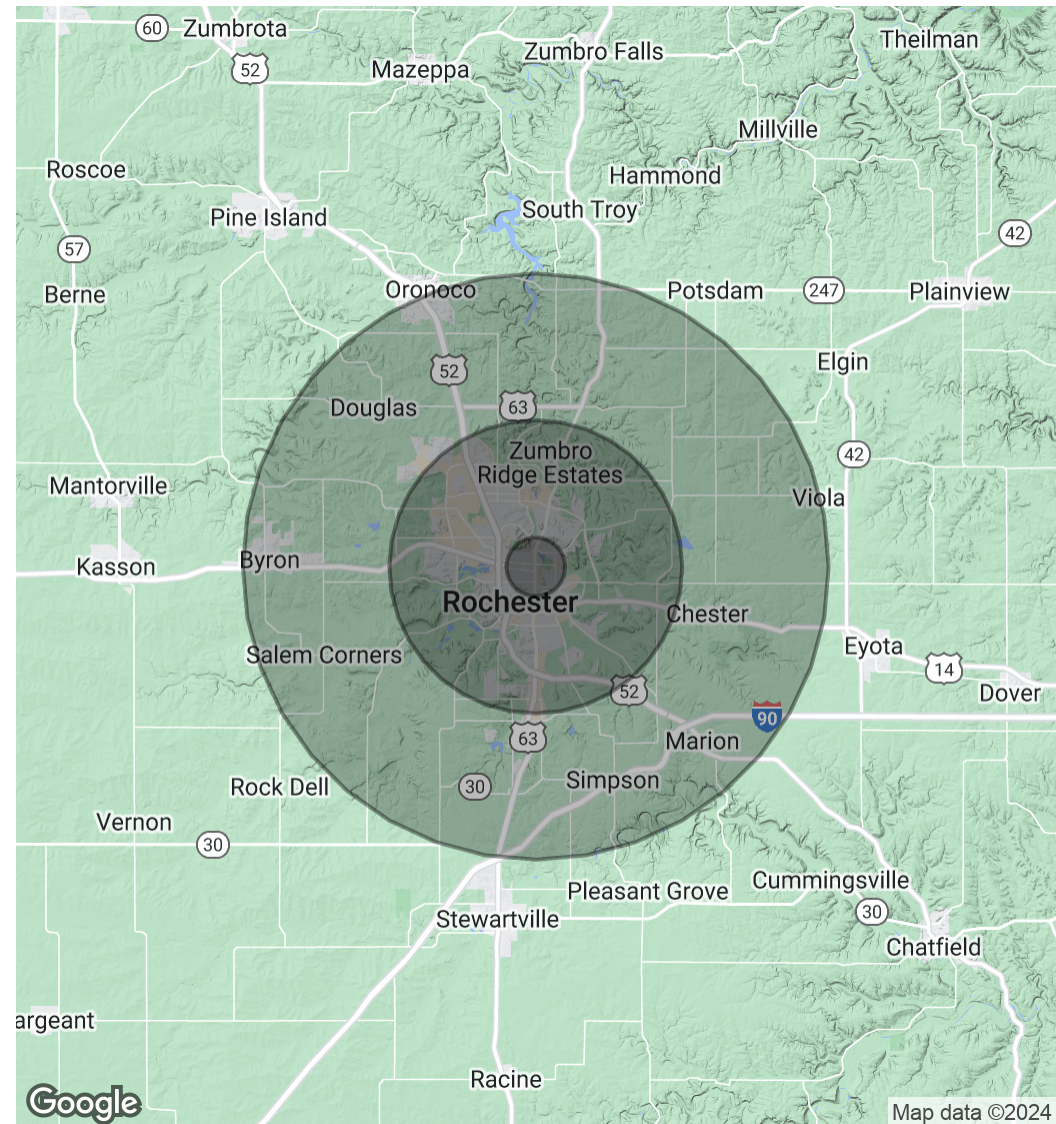 60
Zumbrota
Theilman
Zumbro Falls
52
Mazeppa
Millville
Roscoe
Hammond
South Troy
Pine Island
42
57
Oronoco
Potsdam
247
Plainview
Berne
Elgin
52
Douglas
63
Zumbro
Ridge Estates
42
Mantorville
Viola
Byron
Kasson
Rochester
Chester
Eyota
Salem Corners
14
52
Dover
90
63
Marion
Simpson
30
Rock Dell
Vernon
30
Cummingsville
Pleasant Grove
30
Stewartville
Chatfield
argeant
Racine
Google
Map data ©2024